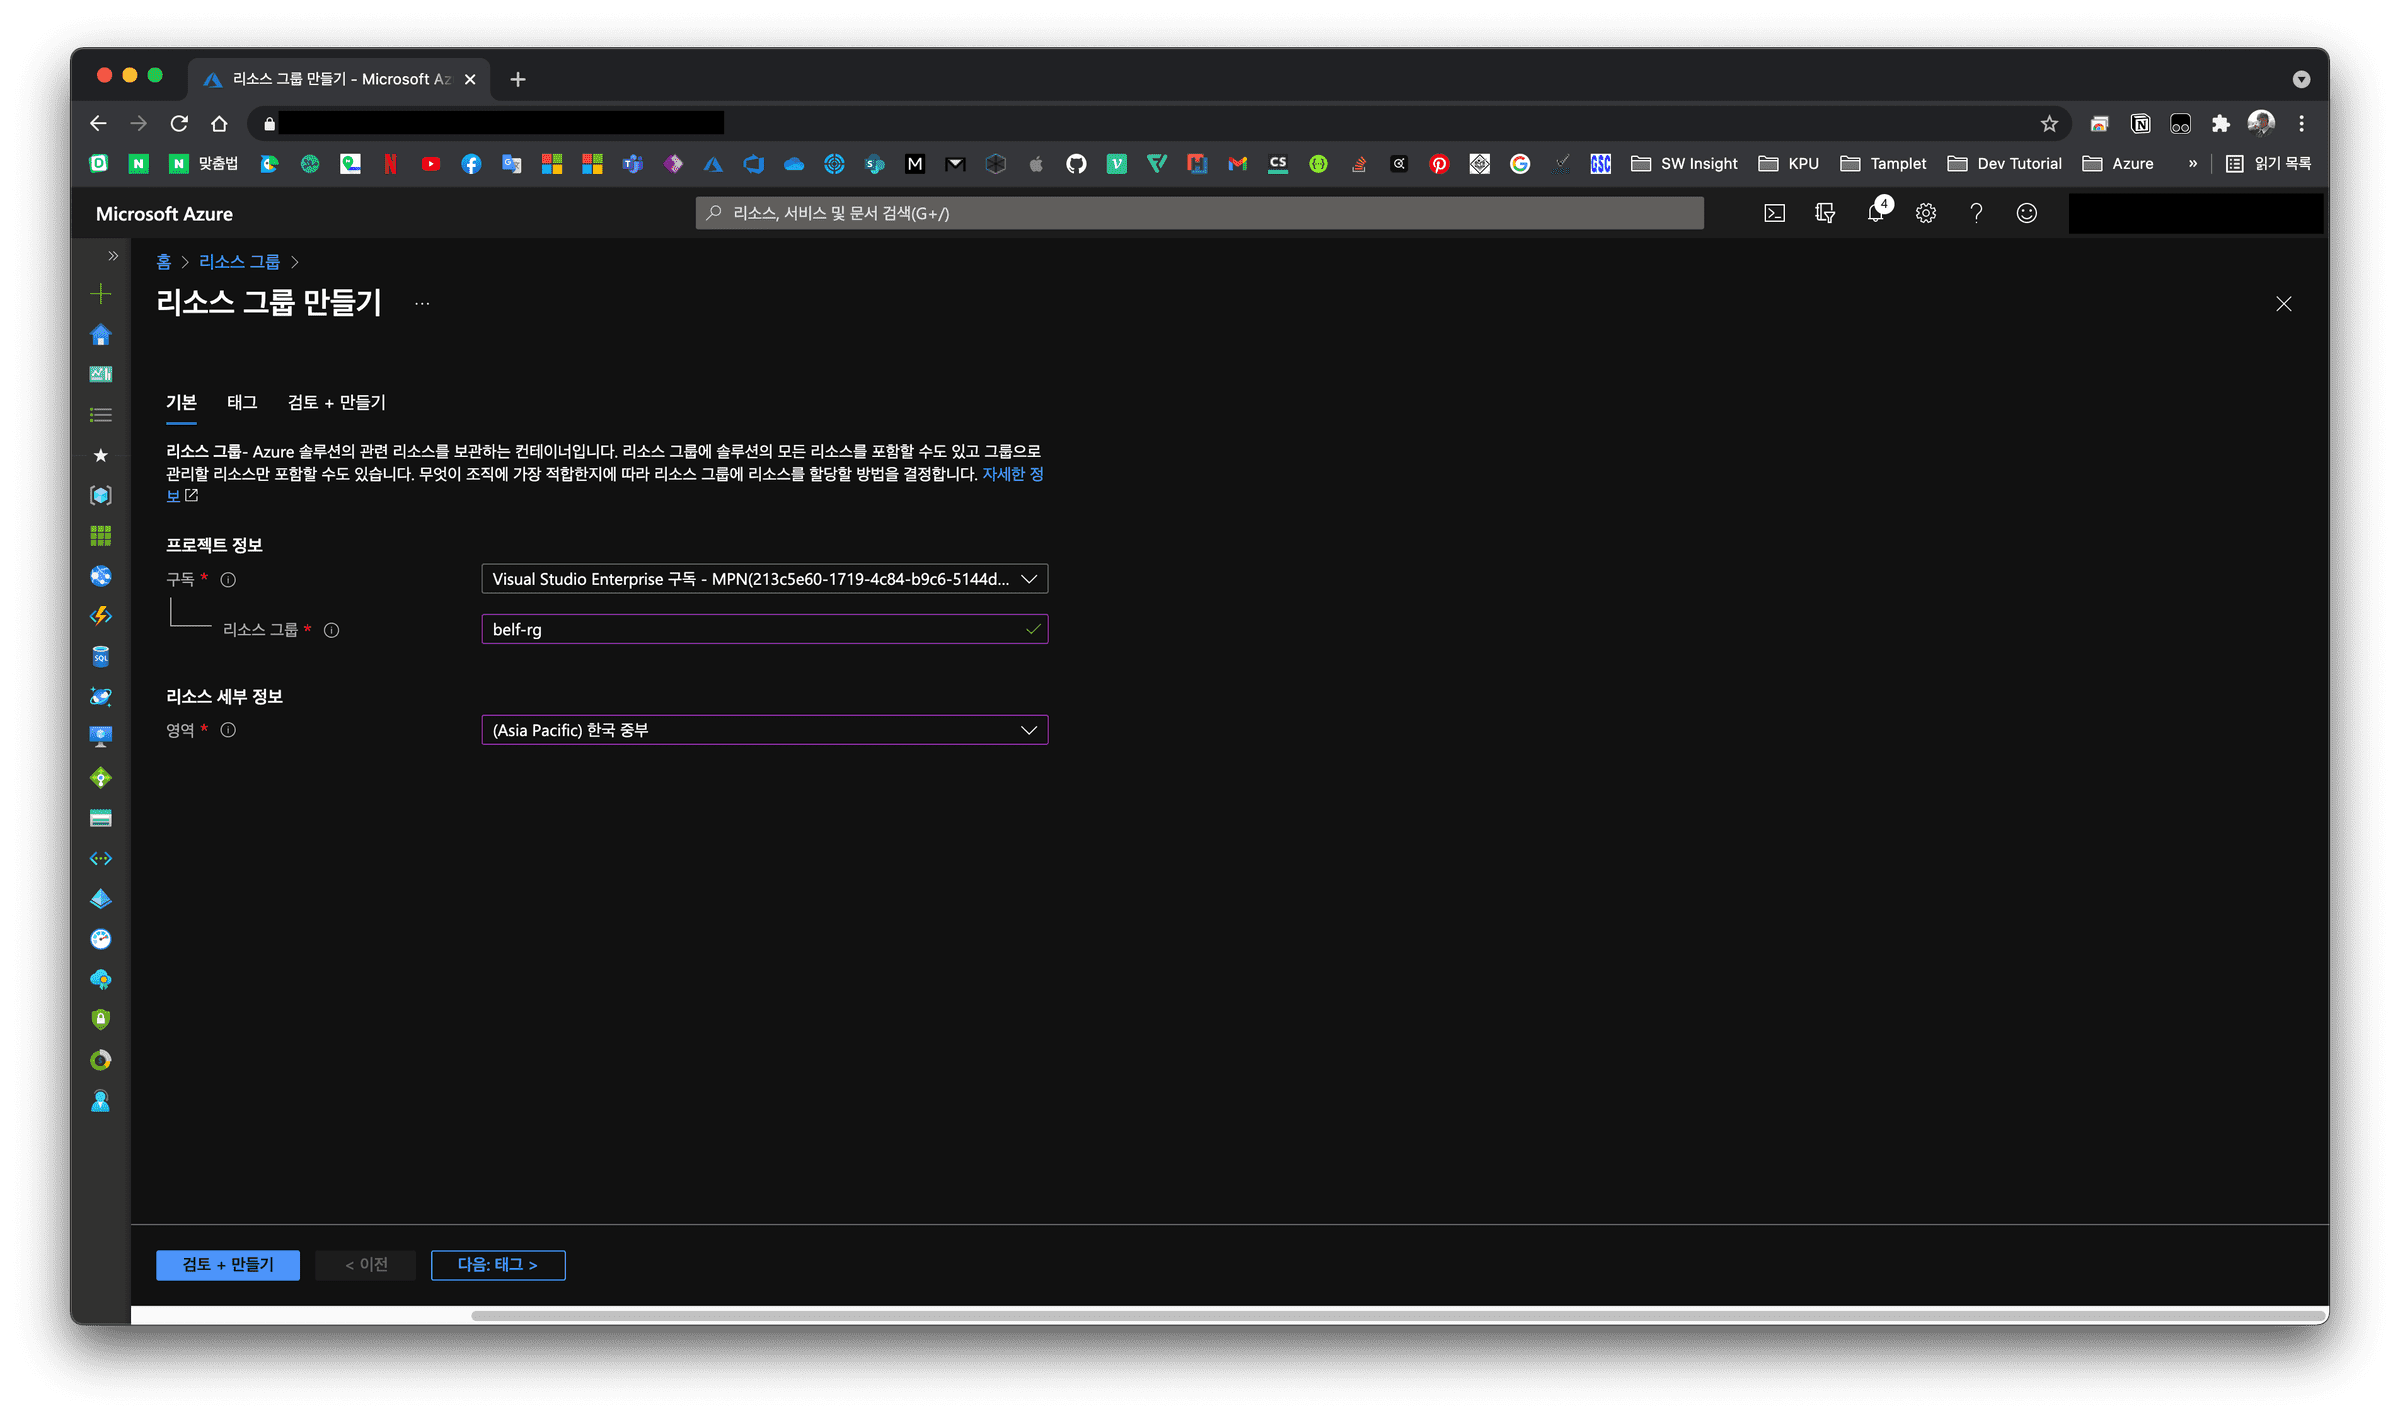 리소스 그룹 만들기 - Microsoft Az
맞춤법
SW Insight
KPU
Tamplet
Dev Tutorial
Azure
읽기 목록
Microsoft Azure
리소스, 서비스 및 문서 검색(G+/)
4
홈 > 리소스 그룹 >
리소스 그룹 만들기 ...
기본 태그 검토 + 만들기
리소스 그룹- Azure 솔루션의 관련 리소스를 보관하는 컨테이너입니다. 리소스 그룹에 솔루션의 모든 리소스를 포함할 수도 있고 그룹으로
관리할 리소스만 포함할 수도 있습니다. 무엇이 조직에 가장 적합한지에 따라 리소스 그룹에 리소스를 할당할 방법을 결정합니다. 자세한 정
보
프로젝트 정보
구독 *
Visual Studio Enterprise 구독 - MPN(213c5e60-1719-4c84-b9c6-5144d...
리소스 그룹 *
belf-rg
리소스 세부 정보
영역 *
(Asia Pacific) 한국 중부
검토 + 만들기
< 이전
다음: 태그 >